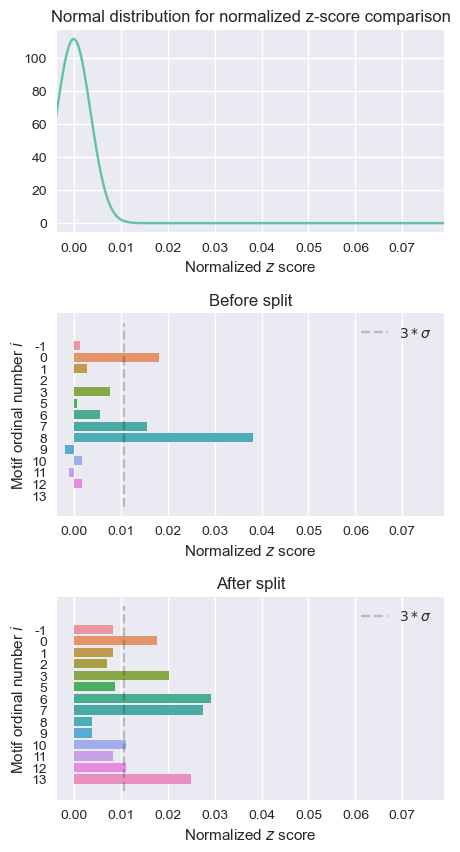 Normal distribution for normalized z-score comparison
100
80
60
40
20
0
0.00 0.01 0.02 0.03 0.04 0.05 0.06 0.07
Normalized z score
Before split
Motif ordinal number i
-1
0
1
2
3
5
6
7
8
9
10
11
12
13
3 * σ
0.00 0.01 0.02 0.03 0.04 0.05 0.06 0.07
Normalized z score
After split
Motif ordinal number i
-1
0
1
2
3
5
6
7
8
9
10
11
12
13
3 * σ
0.00 0.01 0.02 0.03 0.04 0.05 0.06 0.07
Normalized z score